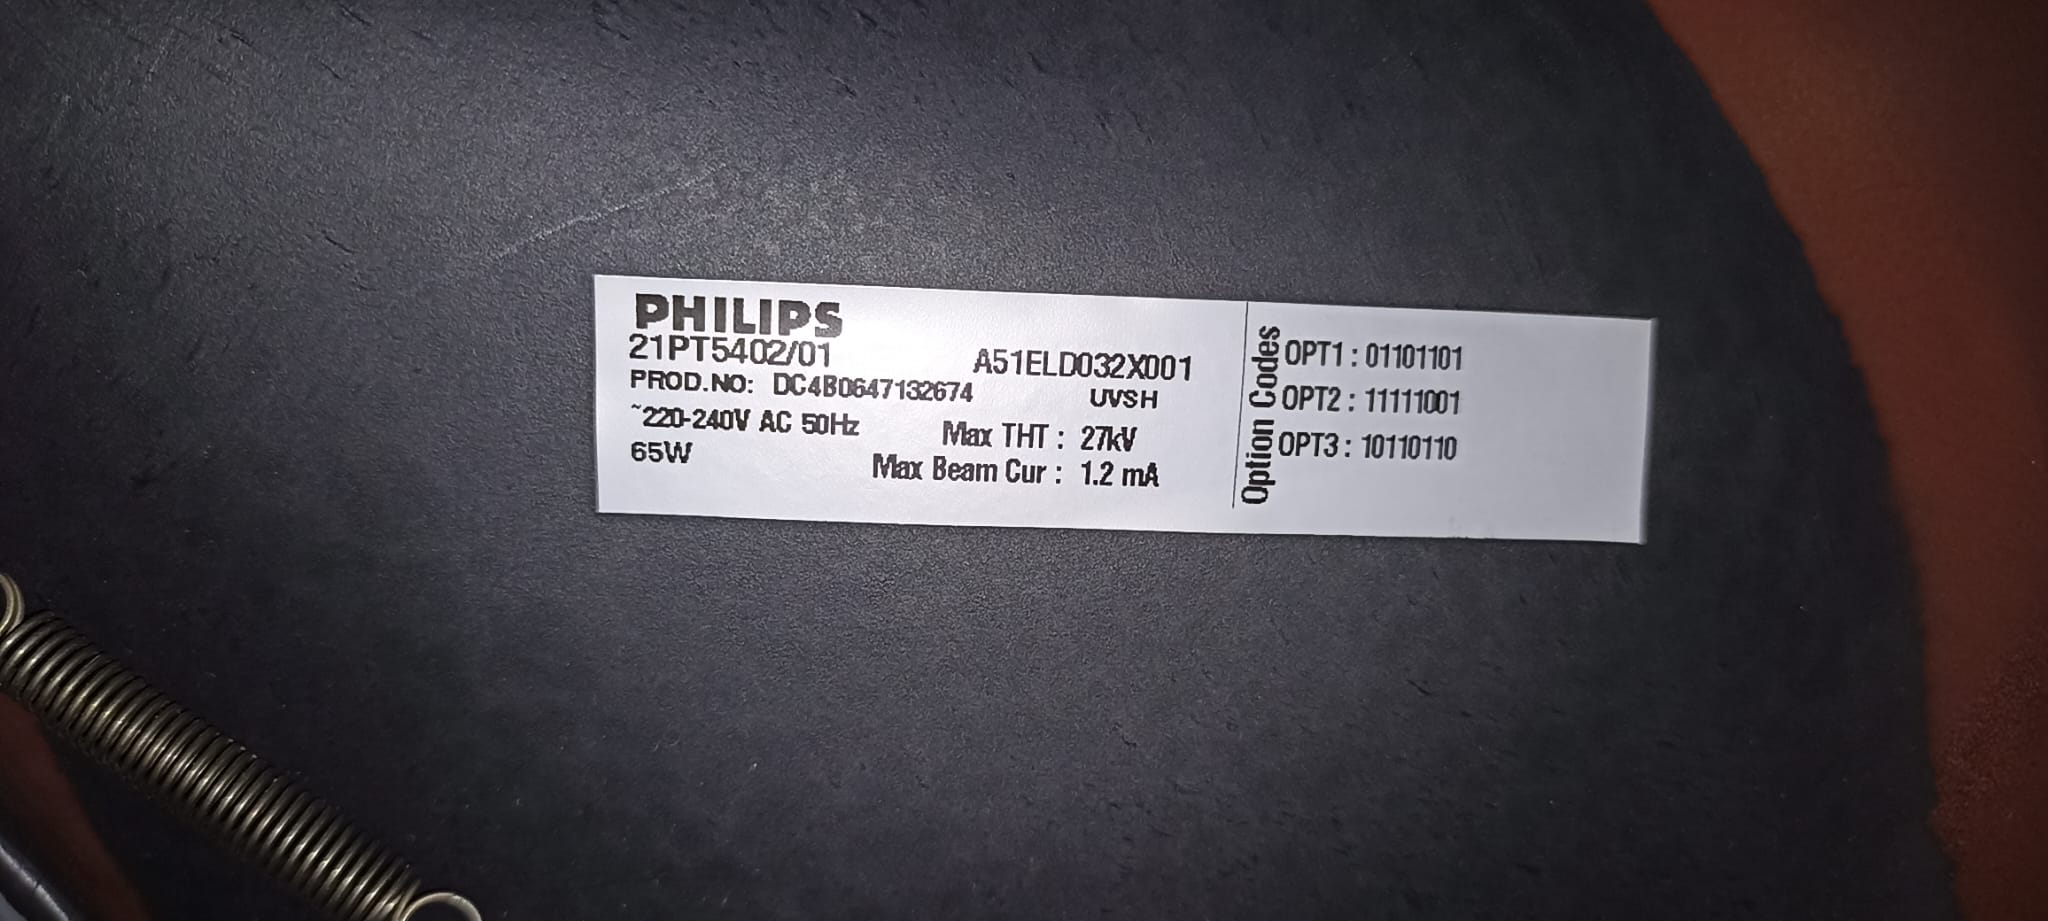 PHILIPS
21PT5402/01
A51ELD032X001
PROD.NO: DC4B0647132674
UVSH
~220-240V AC 50Hz
Max THT : 27kV
65W
Max Beam Cur : 1.2 mA
Option Codes
OPT1 : 01101101
OPT2 : 11111001
OPT3 : 10110110